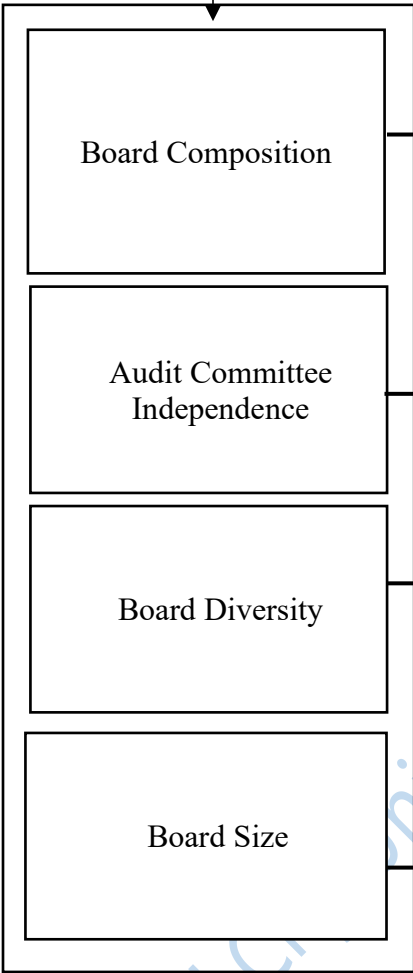 Board Composition
Audit Committee
Independence
Board Diversity
Board Size